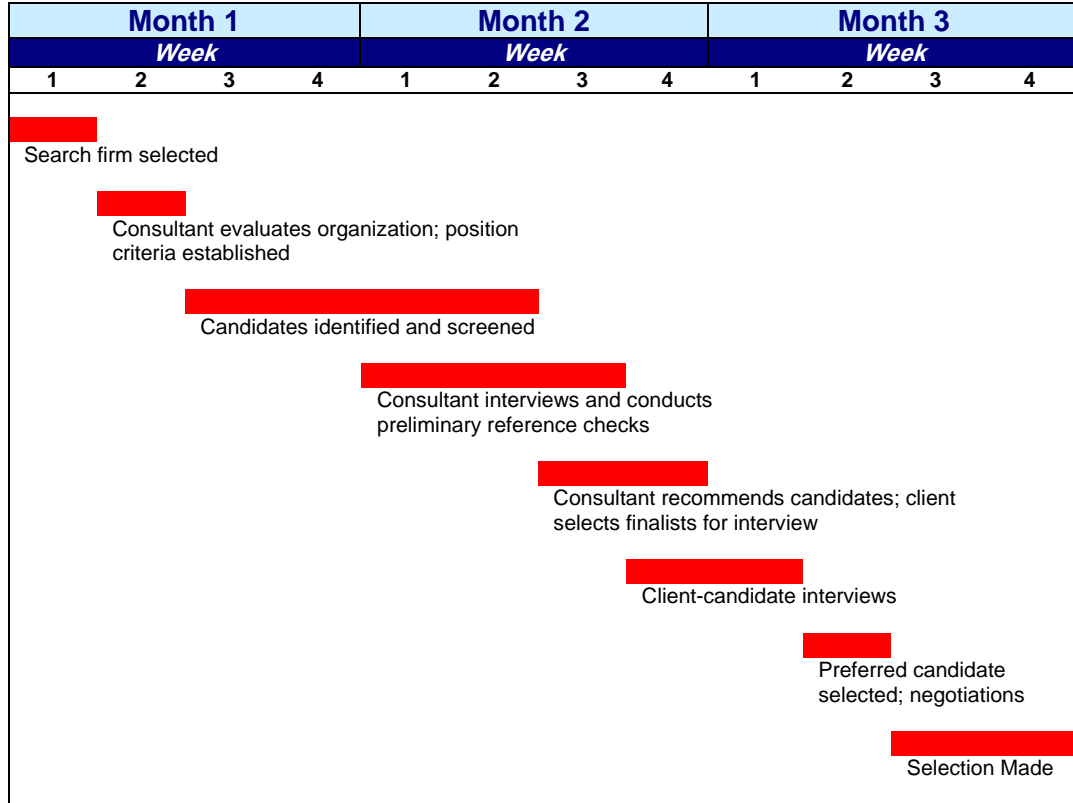 Month 1 Month 2 Month 3
Week Week Week
1 2 3 4 1 2 3 4 1 2 3 4
Search firm selected
Consultant evaluates organization; position
criteria established
Candidates identified and screened
Consultant interviews and conducts
preliminary reference checks
Consultant recommends candidates; client
selects finalists for interview
Client-candidate interviews
Preferred candidate
selected; negotiations
Selection Made